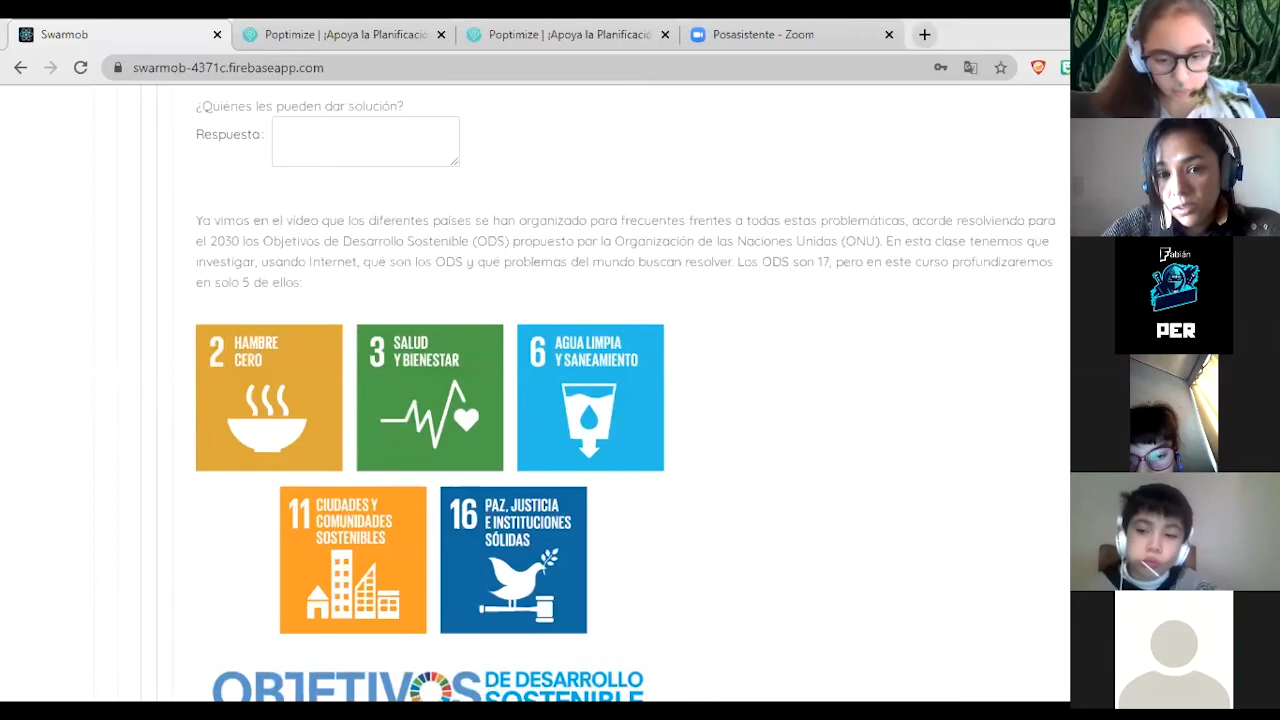 Swarmob
Poptimize | ¡Apoya la Planificació
Poptimize | ¡Apoya la Planificació
Posasistente - Zoom
swarmob-4371c.firebaseapp.com
¿Quiénes les pueden dar solución?
Respuesta:
Ya vimos en el vídeo que los diferentes países se han organizado para frecuentes frentes a todas estas problemáticas, acorde resolviendo para
el 2030 los Objetivos de Desarrollo Sostenible (ODS) propuesto por la Organización de las Naciones Unidas (ONU). En esta clase tenemos que
investigar, usando Internet, qué son los ODS y qué problemas del mundo buscan resolver. Los ODS son 17, pero en este curso profundizaremos
en solo 5 de ellos:
2 HAMBRE
CERO
3 SALUD
Y BIENESTAR
6 AGUA LIMPIA
Y SANEAMIENTO
11 CIUDADES Y
COMUNIDADES
SOSTENIBLES
16 PAZ, JUSTICIA
E INSTITUCIONES
SÓLIDAS
OBJETIVOS DE DESARROLLO
SOSTENIBLE
Fabián
PER